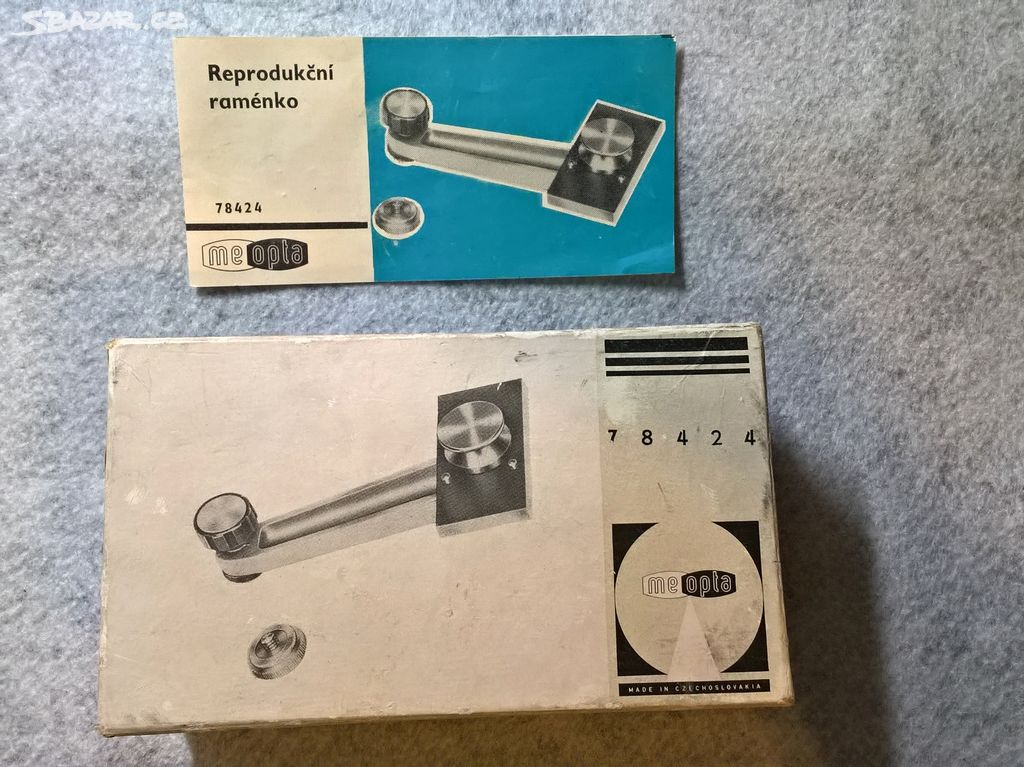 SBAZAR.CZ
Reprodukční
raménko
78424
meopta
78424
meopta
MADE IN CZECHOSLOVAKIA